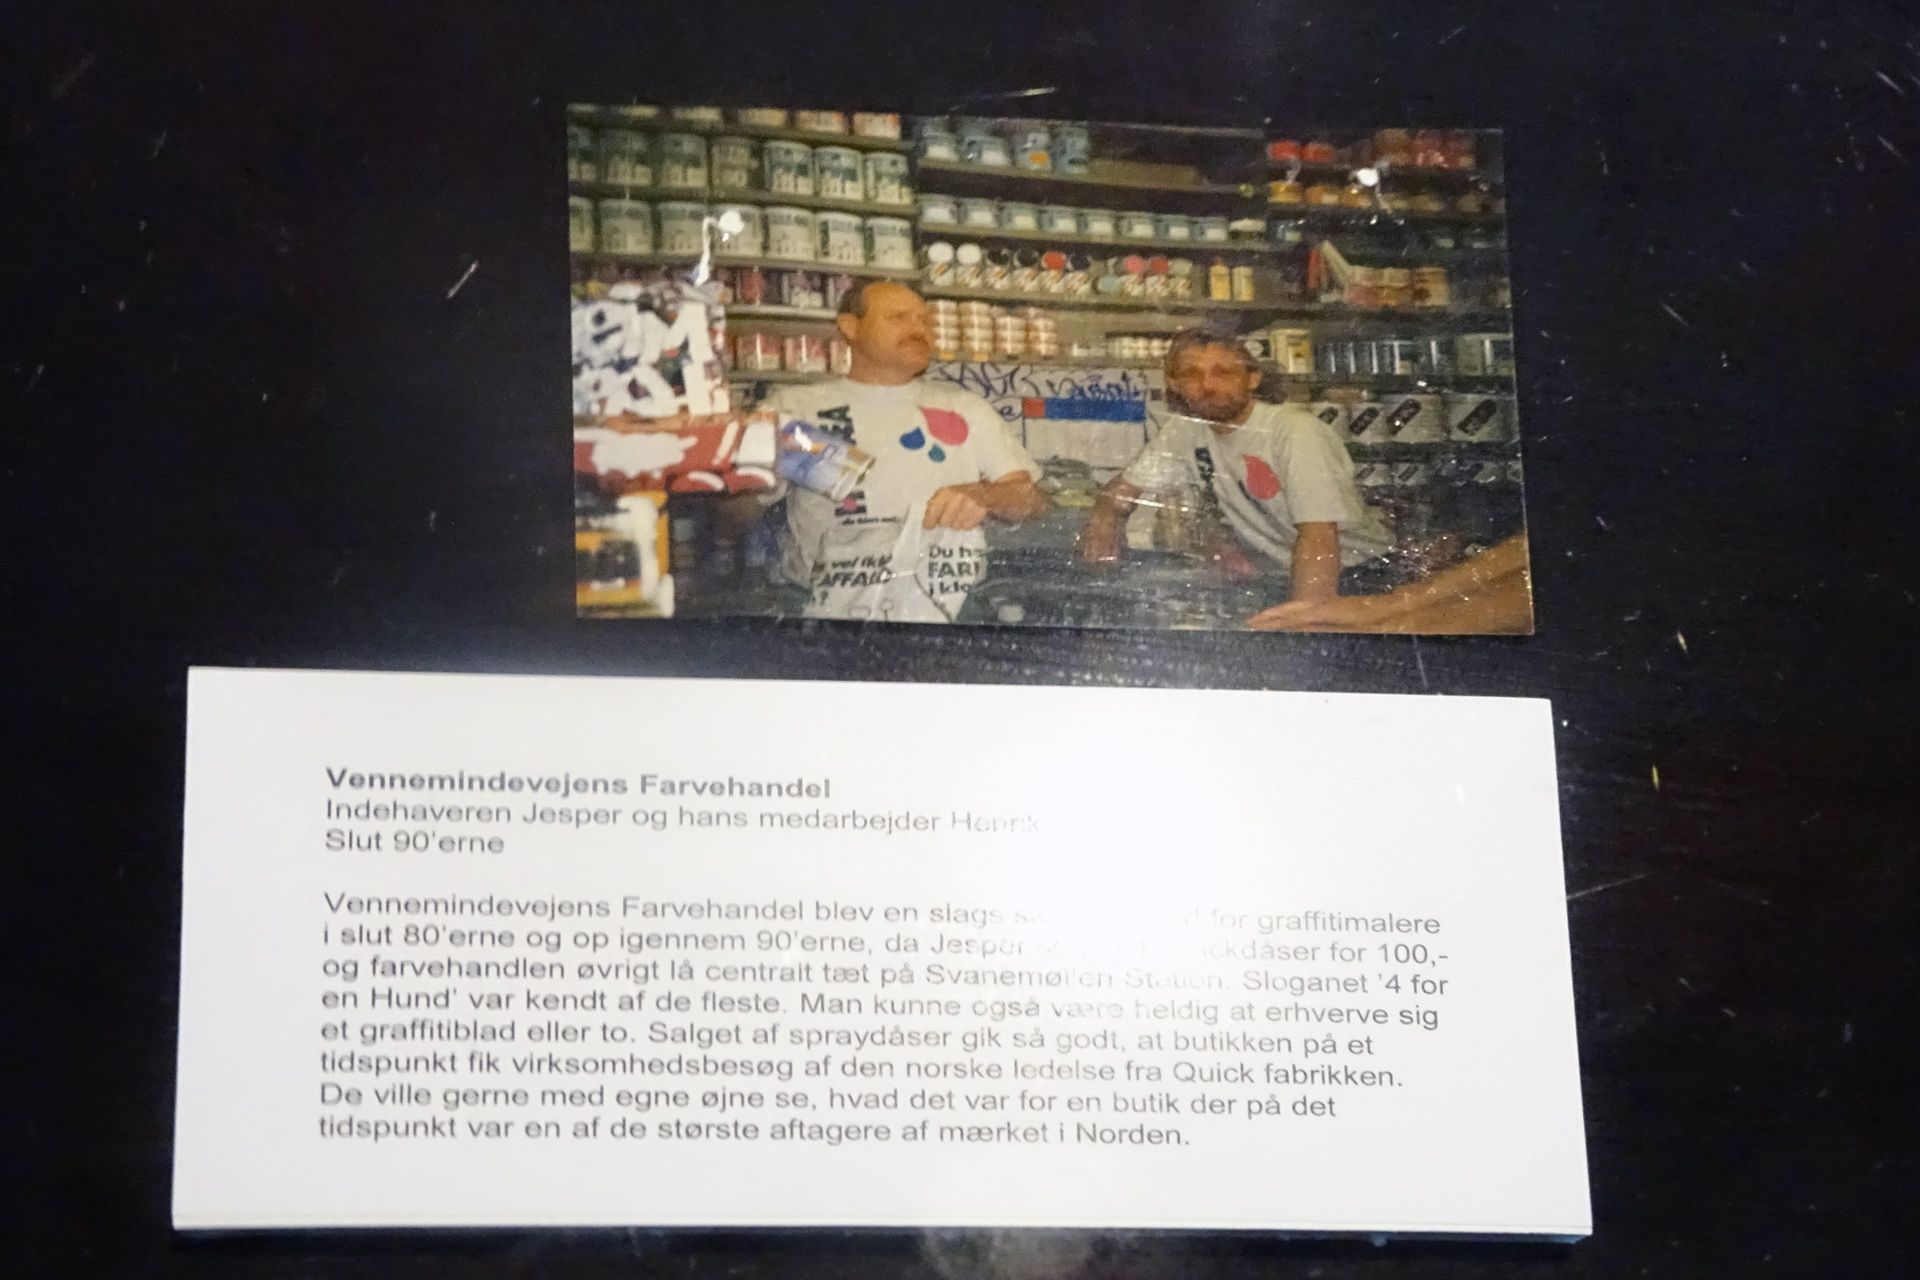 Du h
FARI
i klo
Vennemindevejens Farvehandel
Indehaveren Jesper og hans medarbejder Henrik
Slut 90'erne
Vennemindevejens Farvehandel blev en slags for graffitimalere
i slut 80'erne og op igennem 90'erne, da Jesper for 100,-
og farvehandlen øvrigt lå centralt tæt på Svanemøllen Station. Sloganet '4 for
en Hund' var kendt af de fleste. Man kunne også være heldig at erhverve sig
et graffitiblad eller to. Salget af spraydåser gik så godt, at butikken på et
tidspunkt fik virksomhedsbesøg af den norske ledelse fra Quick fabrikken.
De ville gerne med egne øjne se, hvad det var for en butik der på det
tidspunkt var en af de største aftagere af mærket i Norden.